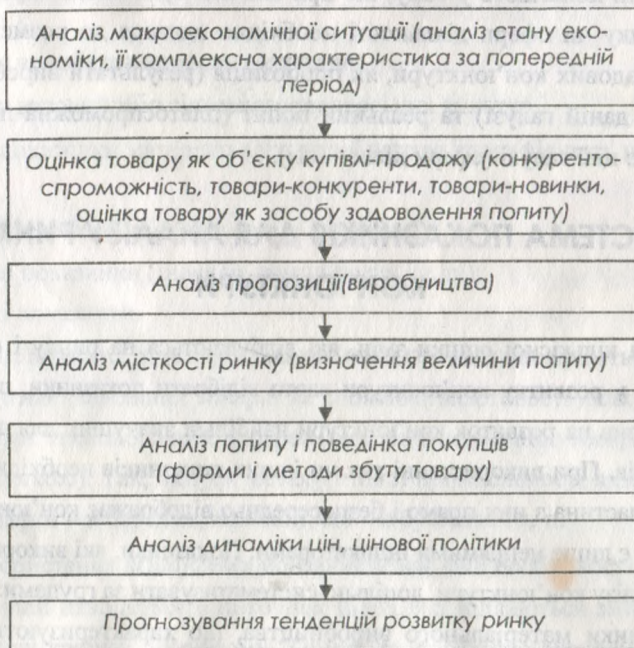 Аналіз макроекономічної ситуації (аналіз стану еко-
номіки, її комплексна характеристика за попередній
період)
Оцінка товару як об’єкту купівлі-продажу (конкуренто-
спроможність, товари-конкуренти, товари-новинки,
оцінка товару як засобу задоволення попиту)
Аналіз пропозиції(виробництва)
Аналіз місткості ринку (визначення величини попиту)
Аналіз попиту і поведінка покупців
(форми і методи збуту товару)
Аналіз динаміки цін, цінової політики
Прогнозування тенденцій розвитку ринку